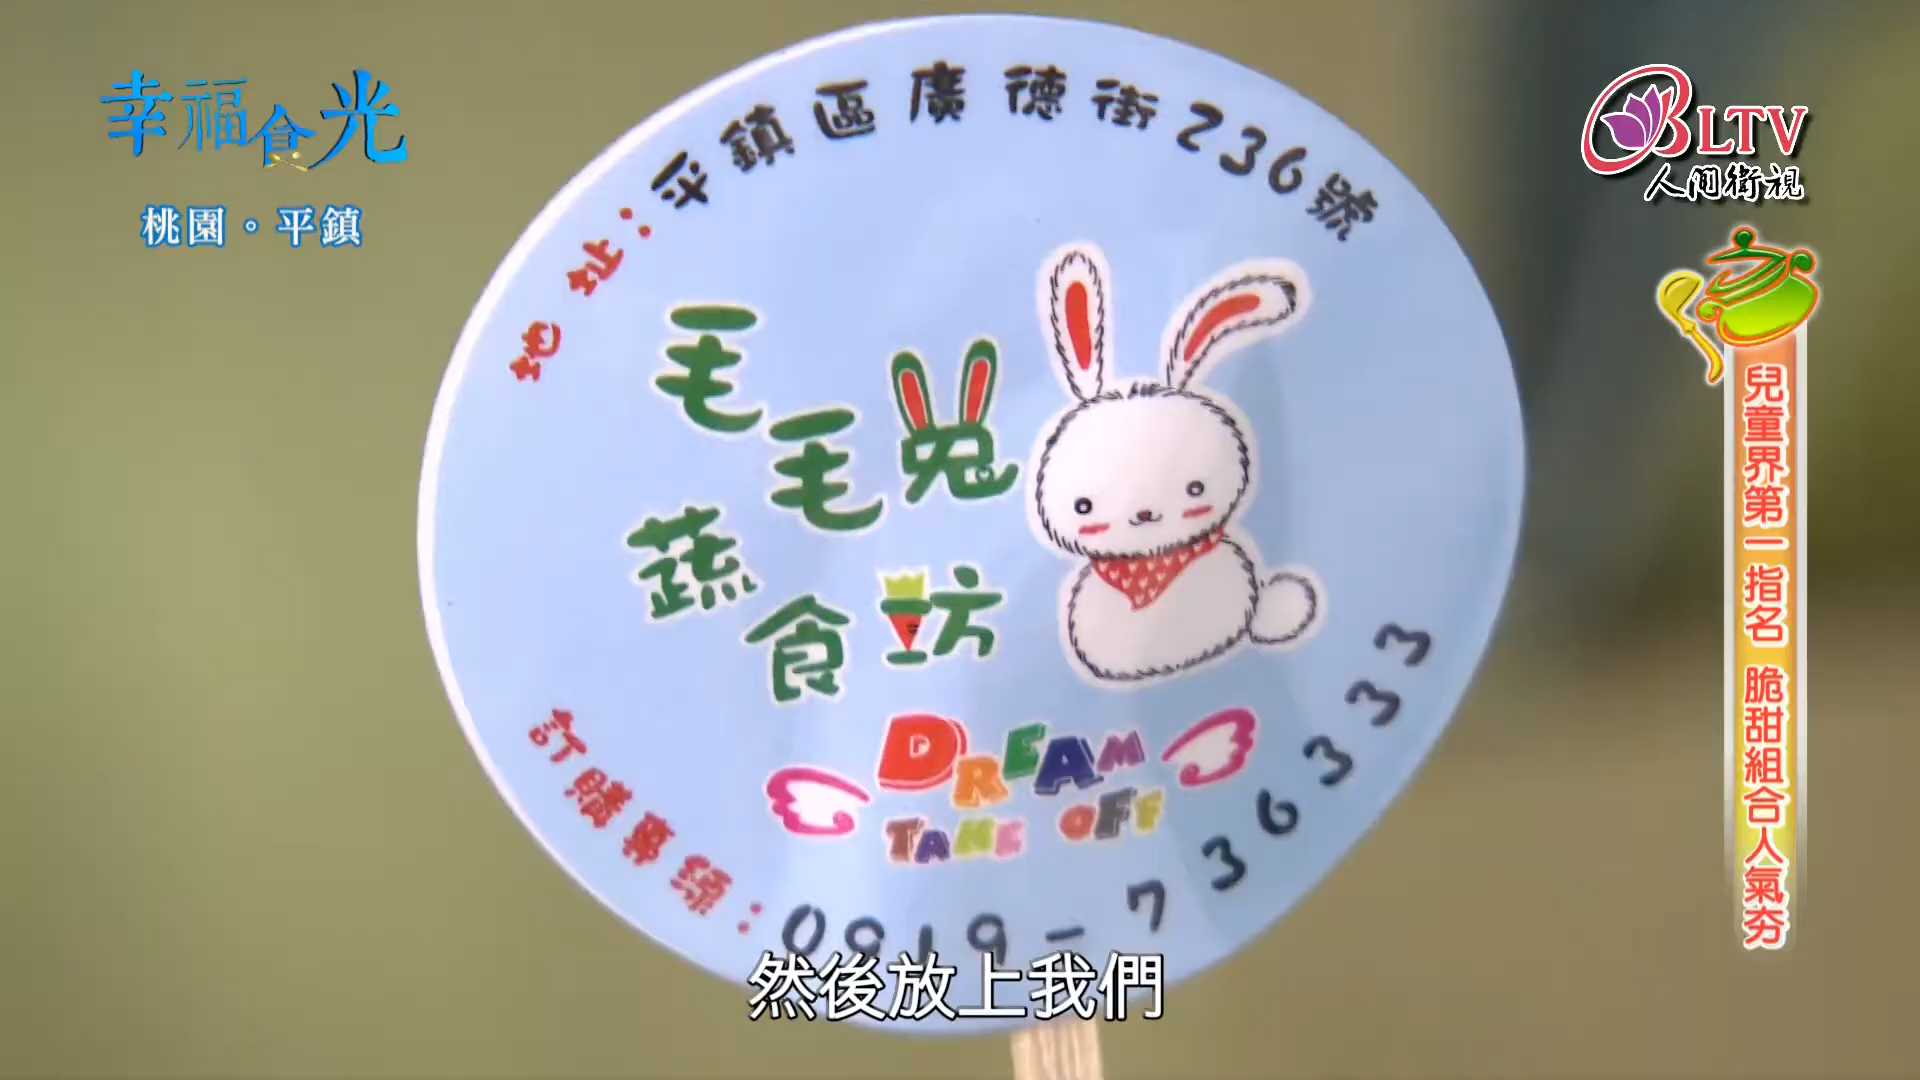 幸福食光
桃園。平鎮
BLTV
人間衛視
兒童界第一指名 脆甜組合人氣夯
地址:平鎮區廣德街236號
毛毛兔
蔬食坊
DREAM
TAKE OFF
訂購專線:0919-736333
然後放上我們